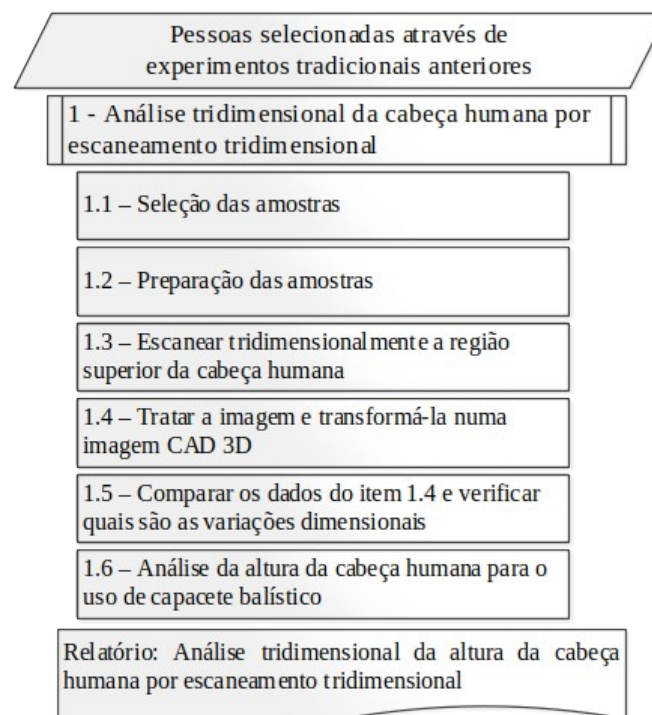 Pessoas selecionadas através de
experimentos tradicionais anteriores
1 - Análise tridimensional da cabeça humana por
escaneamento tridimensional
1.1 – Seleção das amostras
1.2 – Preparação das amostras
1.3 – Escanear tridimensionalmente a região
superior da cabeça humana
1.4 – Tratar a imagem e transformá-la numa
imagem CAD 3D
1.5 – Comparar os dados do item 1.4 e verificar
quais são as variações dimensionais
1.6 – Análise da altura da cabeça humana para o
uso de capacete balístico
Relatório: Análise tridimensional da altura da cabeça
humana por escaneamento tridimensional